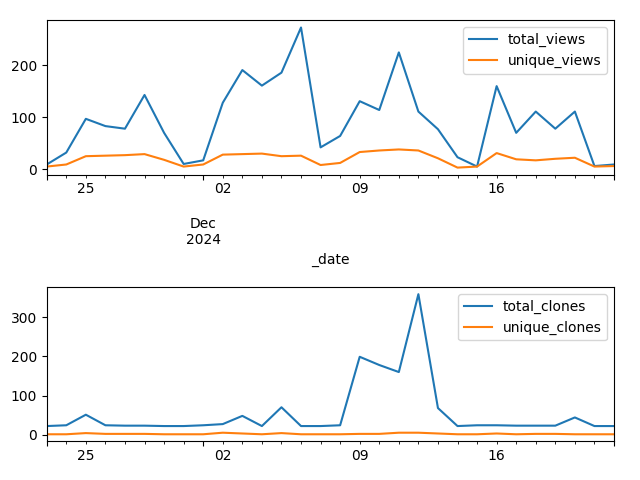 total_views
unique_views
200
100
0
25 02 09 16
Dec
2024
_date
total_clones
unique_clones
300
200
100
0
25 02 09 16